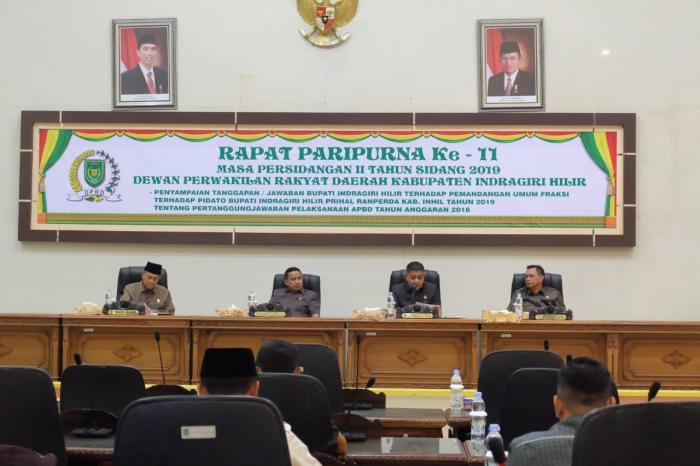 RAPAT PARIPURNA Ke - 11
MASA PERSIDANGAN II TAHUN SIDANG 2019
DEWAN PERWAKILAN RAKYAT DAERAH KABUPATEN INDRAGIRI HILIR
- PENYAMPAIAN TANGGAPAN / JAWABAN BUPATI INDRAGIRI HILIR TERHADAP PEMANDANGAN UMUM FRAKSI
TERHADAP PIDATO BUPATI INDRAGIRI HILIR PRIHAL RANPERDA KAB. INHIL TAHUN 2019
TENTANG PERTANGGUNGJAWABAN PELAKSANAAN APBD TAHUN ANGGARAN 2018
DPRD